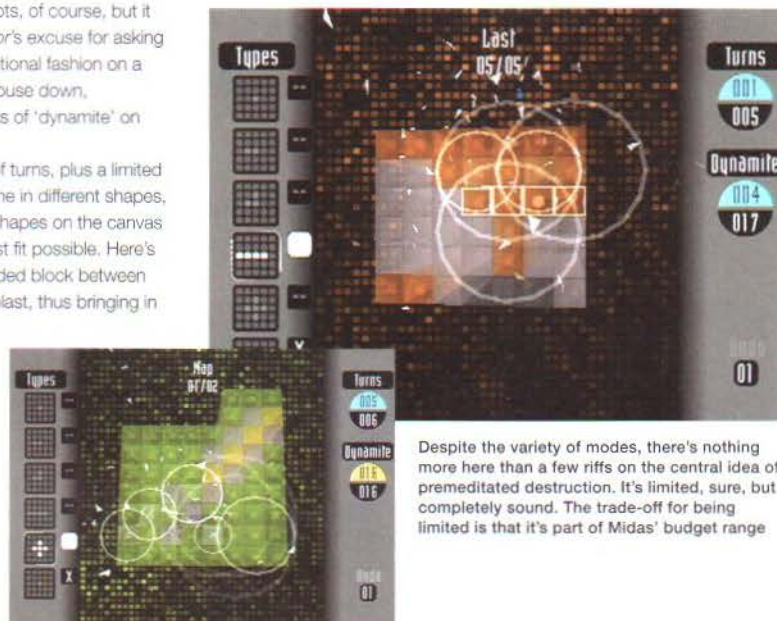 ots, of course, but it
or's excuse for asking
tional fashion on a
ouse down,
s of 'dynamite' on
f turns, plus a limited
ne in different shapes,
hapes on the canvas
st fit possible. Here's
ded block between
last, thus bringing in
Types
Last
05/05
Turns
001
005
Dynamite
004
017
Undo
01
X
Types
Map
Turns
005
006
Dynamite
016
016
X
Undo
01
Despite the variety of modes, there's nothing
more here than a few riffs on the central idea of
premeditated destruction. It's limited, sure, but
completely sound. The trade-off for being
limited is that it's part of Midas' budget range